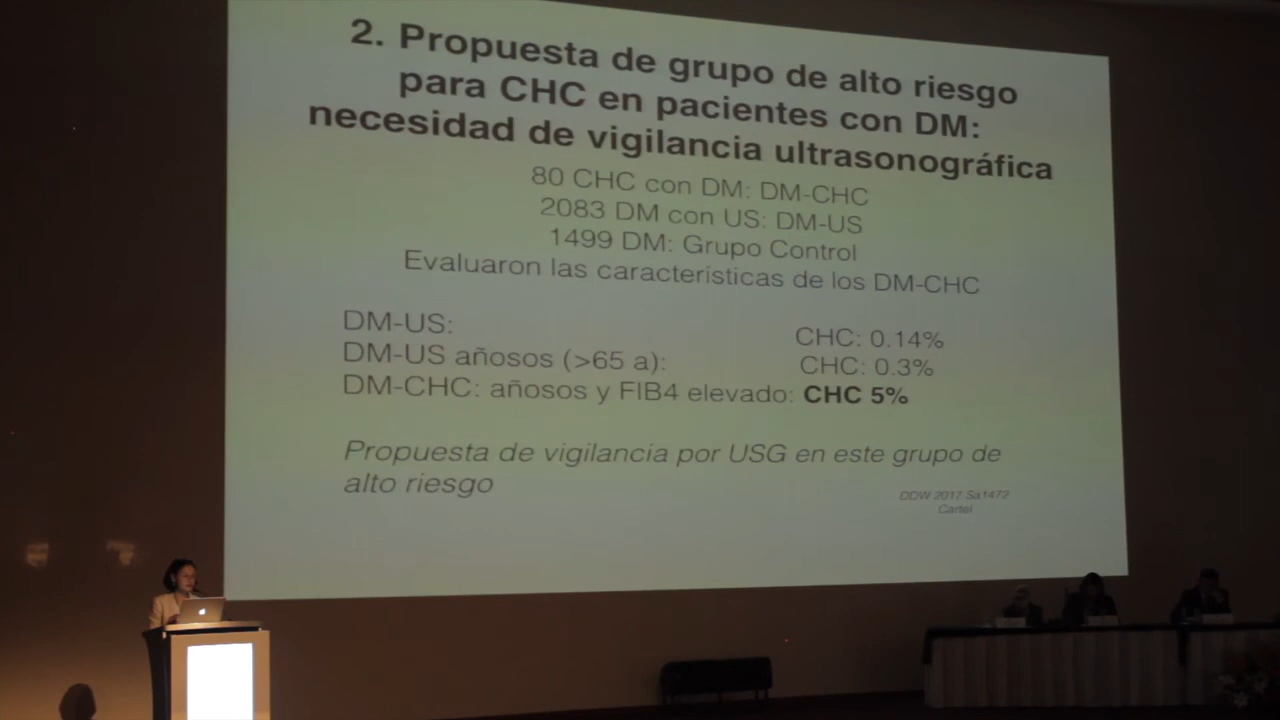 2. Propuesta de grupo de alto riesgo
para CHC en pacientes con DM:
necesidad de vigilancia ultrasonográfica
80 CHC con DM: DM-CHC
2083 DM con US: DM-US
1499 DM: Grupo Control
Evaluaron las características de los DM-CHC
DM-US: CHC: 0.14%
DM-US añosos (>65 a): CHC: 0.3%
DM-CHC: añosos y FIB4 elevado: CHC 5%
Propuesta de vigilancia por USG en este grupo de
alto riesgo
DDW 2017 Sa1472
Cartel